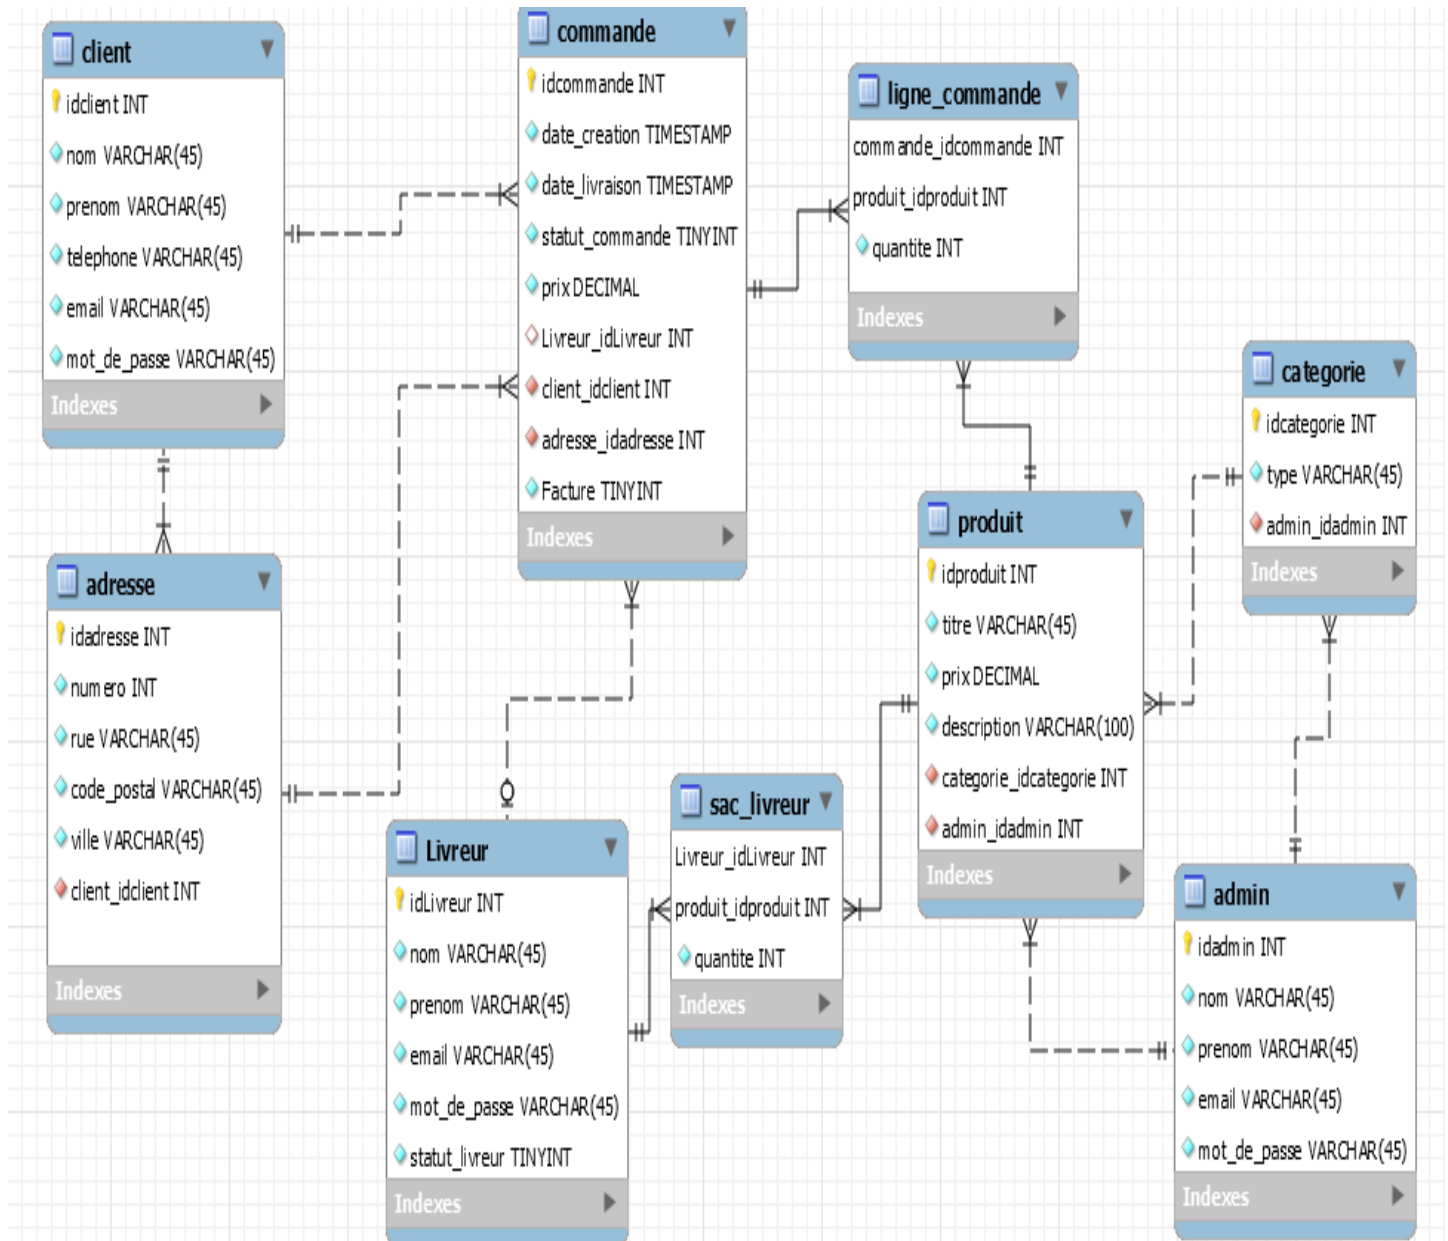 client
idclient INT
nom VARCHAR(45)
prenom VARCHAR(45)
telephone VARCHAR(45)
email VARCHAR(45)
mot_de_passe VARCHAR(45)
Indexes
commande
idcommande INT
date_creation TIMESTAMP
date_livraison TIMESTAMP
statut_commande TINYINT
prix DECIMAL
Livreur_idLivreur INT
client_idclient INT
adresse_idadresse INT
Facture TINYINT
Indexes
ligne_commande
commande_idcommande INT
produit_idproduit INT
quantite INT
Indexes
categorie
idcategorie INT
type VARCHAR(45)
admin_idadmin INT
Indexes
adresse
idadresse INT
numero INT
rue VARCHAR(45)
code_postal VARCHAR(45)
ville VARCHAR(45)
client_idclient INT
Indexes
produit
idproduit INT
titre VARCHAR(45)
prix DECIMAL
description VARCHAR(100)
categorie_idcategorie INT
admin_idadmin INT
Indexes
Livreur
idLivreur INT
nom VARCHAR(45)
prenom VARCHAR(45)
email VARCHAR(45)
mot_de_passe VARCHAR(45)
statut_livreur TINYINT
Indexes
sac_livreur
Livreur_idLivreur INT
produit_idproduit INT
quantite INT
Indexes
admin
idadmin INT
nom VARCHAR(45)
prenom VARCHAR(45)
email VARCHAR(45)
mot_de_passe VARCHAR(45)
Indexes